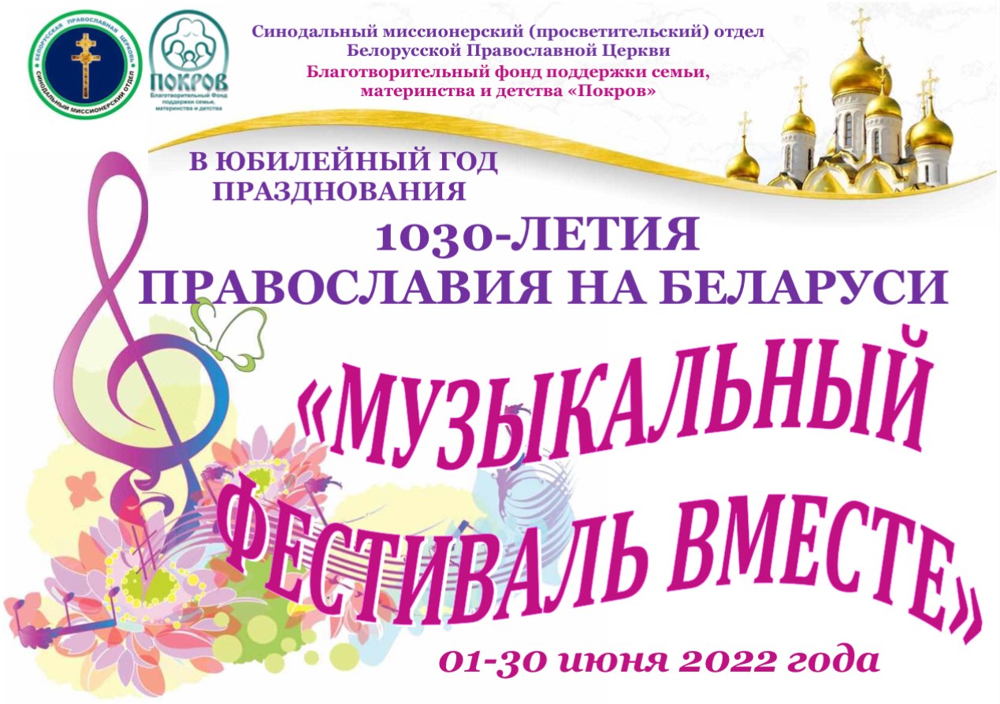 БЕЛОРУССКАЯ ПРАВОСЛАВНАЯ ЦЕРКОВЬ
СИНОДАЛЬНЫЙ МИССИОНЕРСКИЙ ОТДЕЛ
ПОКРОВ
Благотворительный Фонд
поддержки семьи,
материнства и детства
Синодальный миссионерский (просветительский) отдел
Белорусской Православной Церкви
Благотворительный фонд поддержки семьи,
материнства и детства «Покров»
В ЮБИЛЕЙНЫЙ ГОД
ПРАЗДНОВАНИЯ
1030-ЛЕТИЯ
ПРАВОСЛАВИЯ НА БЕЛАРУСИ
«МУЗЫКАЛЬНЫЙ
ФЕСТИВАЛЬ ВМЕСТЕ»
01-30 июня 2022 года